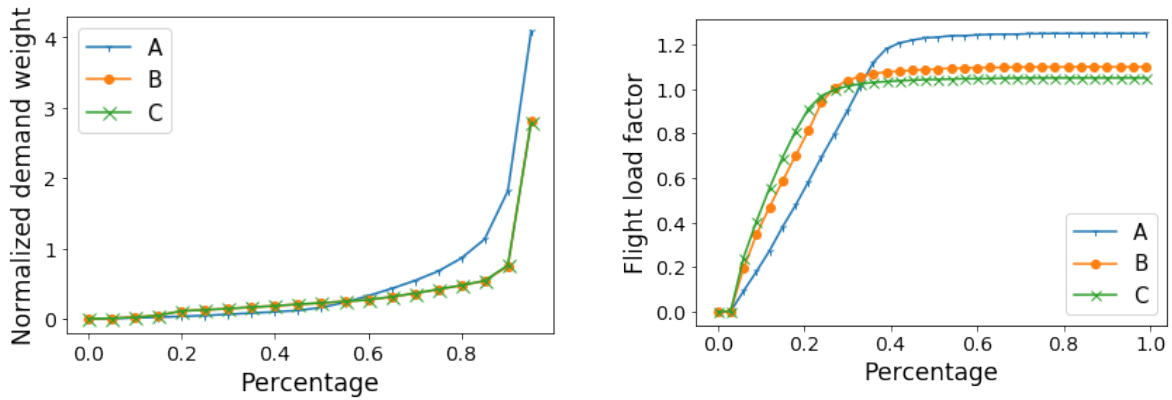 Normalized demand weight
4
3
2
1
0
A
B
C
0.0 0.2 0.4 0.6 0.8
Percentage
Flight load factor
1.2
1.0
0.8
0.6
0.4
0.2
0.0
A
B
C
0.0 0.2 0.4 0.6 0.8 1.0
Percentage